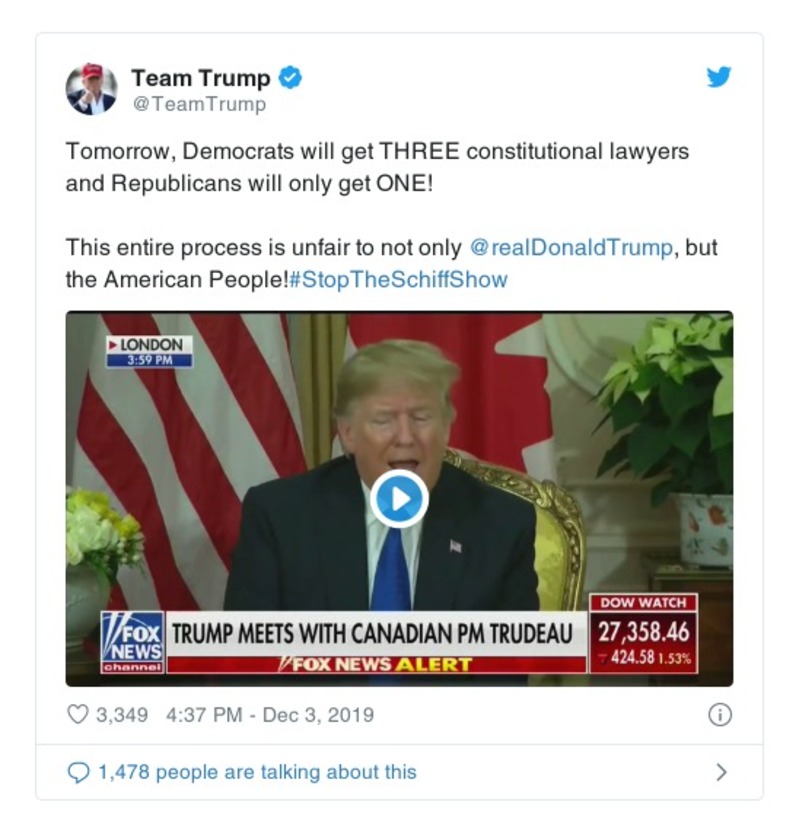 Team Trump
@TeamTrump
Tomorrow, Democrats will get THREE constitutional lawyers
and Republicans will only get ONE!
This entire process is unfair to not only @realDonaldTrump, but
the American People!#StopTheSchiffShow
LONDON
3:59 PM
DOW WATCH
FOX
NEWS
channel
TRUMP MEETS WITH CANADIAN PM TRUDEAU
27,358.46
FOX NEWS ALERT
424.58 1.53%
3,349 4:37 PM - Dec 3, 2019
1,478 people are talking about this